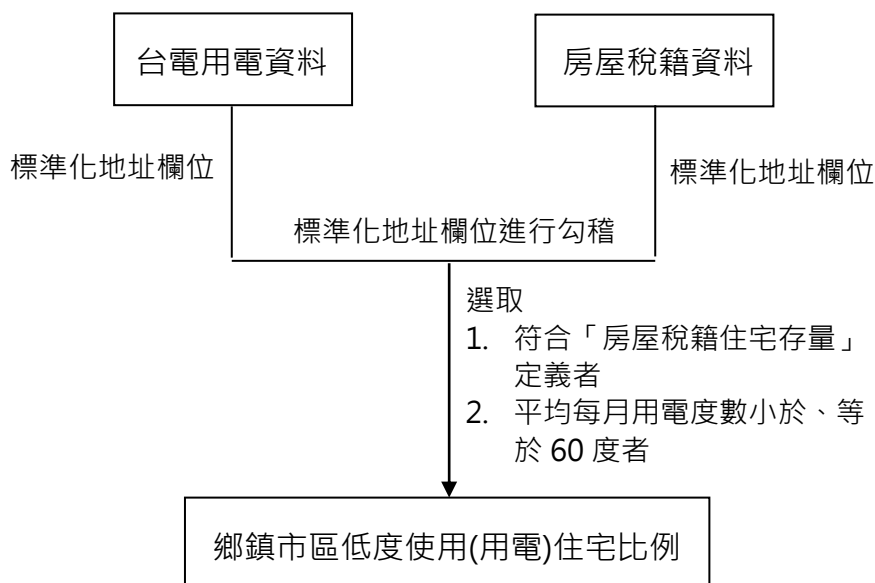 台電用電資料
房屋稅籍資料
標準化地址欄位
標準化地址欄位
標準化地址欄位進行勾稽
選取
1. 符合「房屋稅籍住宅存量」
定義者
2. 平均每月用電度數小於、等
於 60 度者
鄉鎮市區低度使用(用電)住宅比例